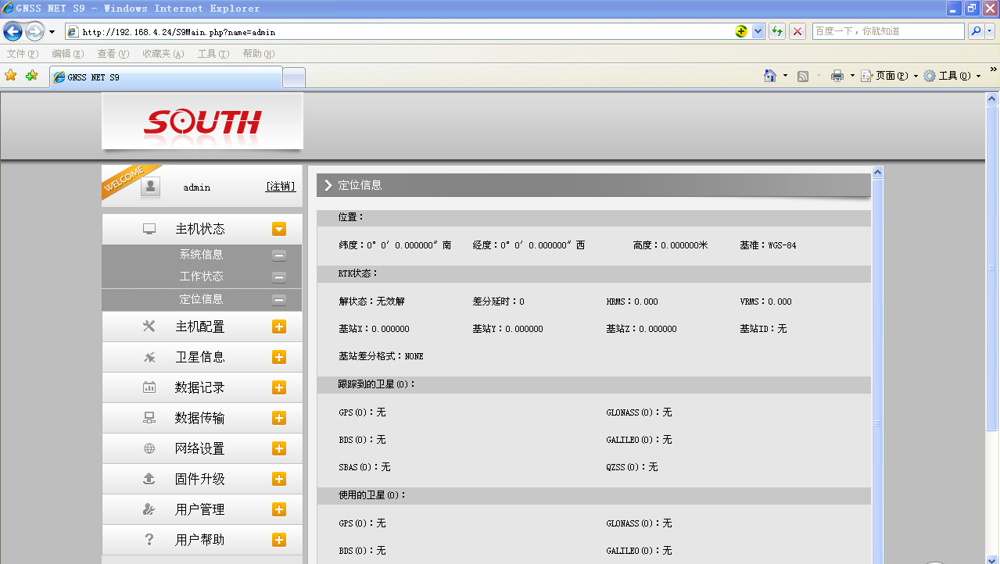 GNSS NET S9 - Windows Internet Explorer
http://192.168.4.24/S9Main.php?name=admin
百度一下，你就知道
文件(F) 编辑(E) 查看(V) 收藏夹(A) 工具(T) 帮助(H)
GNSS NET S9
页面(P) 工具(O)
SOUTH
WELCOME
admin [注销]
主机状态
系统信息
工作状态
定位信息
主机配置
卫星信息
数据记录
数据传输
网络设置
固件升级
用户管理
用户帮助
定位信息
位置：
纬度：0° 0′ 0.000000″ 南 经度：0° 0′ 0.000000″ 西 高度：0.000000米 基准：WGS-84
RTK状态：
解状态：无效解 差分延时：0 HRMS：0.000 VRMS：0.000
基站X：0.000000 基站Y：0.000000 基站Z：0.000000 基站ID：无
基站差分格式：NONE
跟踪到的卫星(0)：
GPS(0)：无 GLONASS(0)：无
BDS(0)：无 GALILEO(0)：无
SBAS(0)：无 QZSS(0)：无
使用的卫星(0)：
GPS(0)：无 GLONASS(0)：无
BDS(0)：无 GALILEO(0)：无